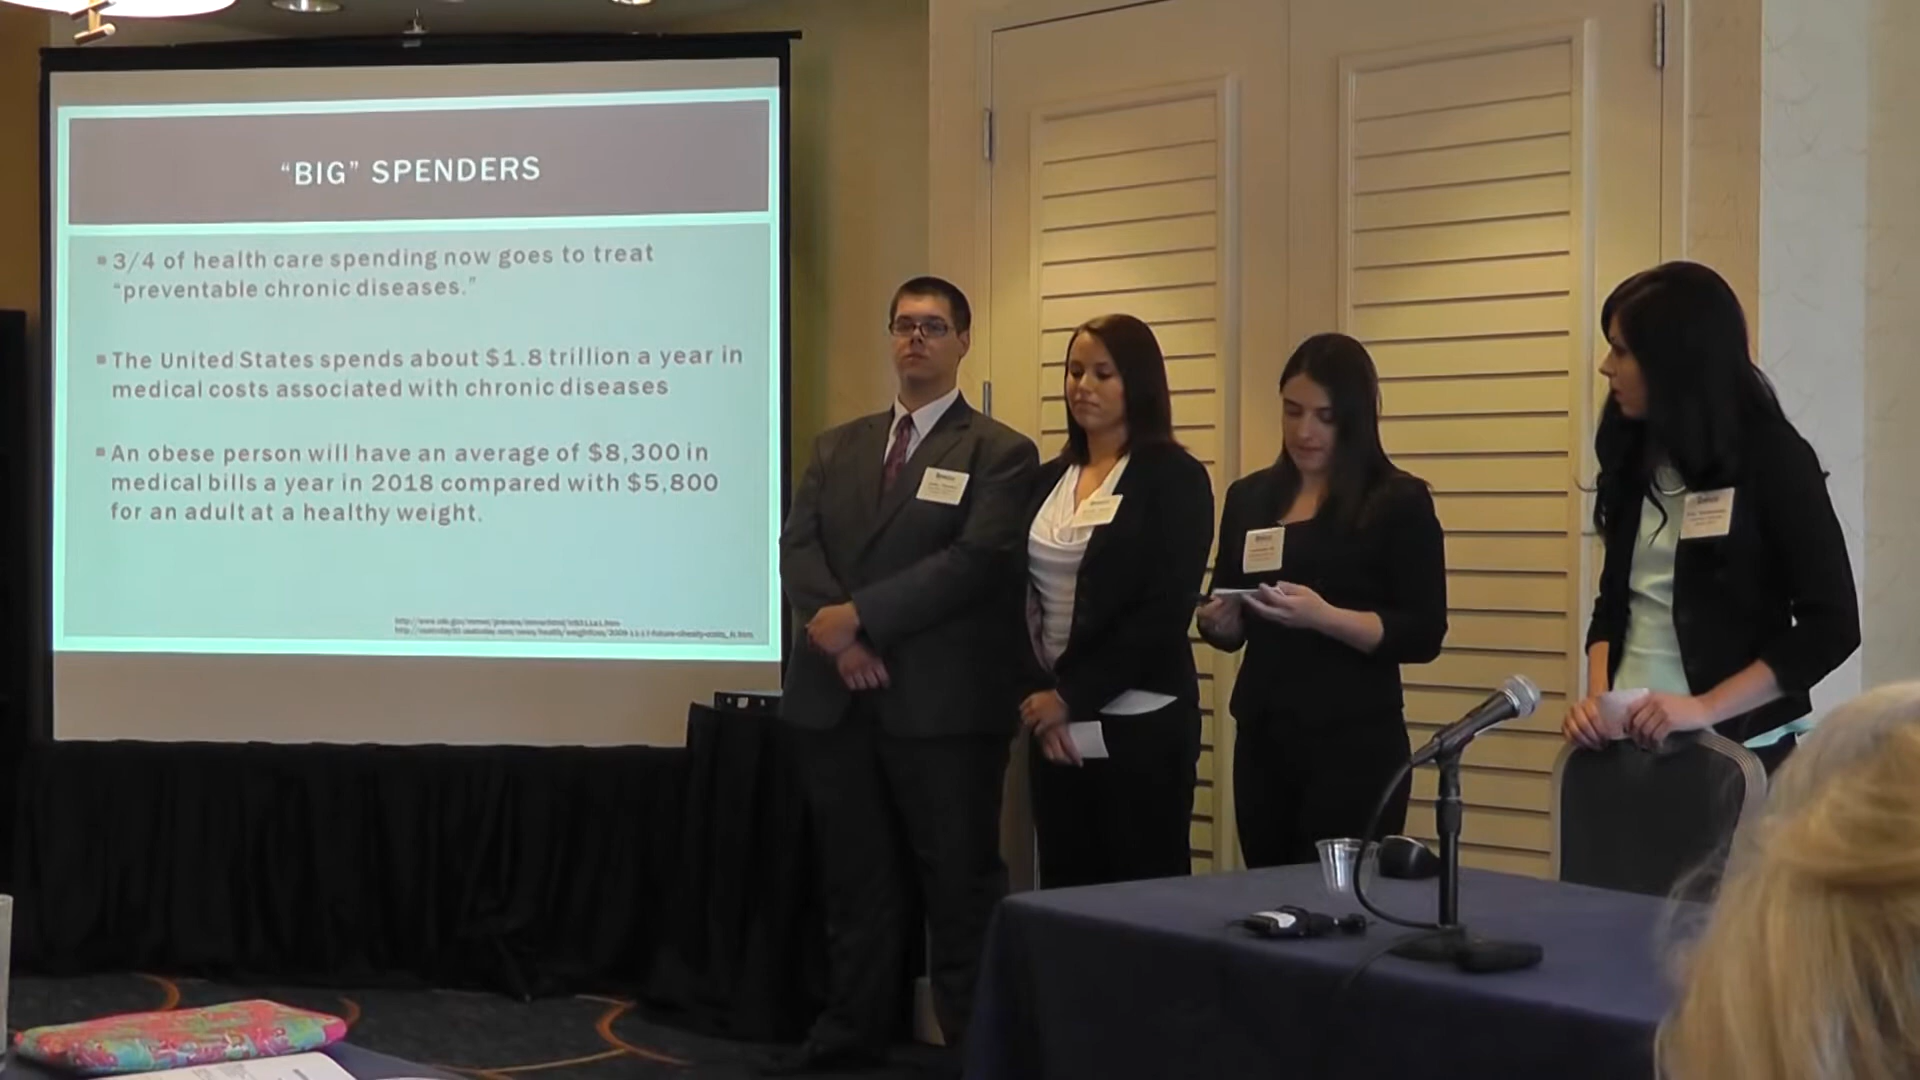 “BIG” SPENDERS
▪ 3/4 of health care spending now goes to treat
“preventable chronic diseases.”
▪ The United States spends about $1.8 trillion a year in
medical costs associated with chronic diseases
▪ An obese person will have an average of $8,300 in
medical bills a year in 2018 compared with $5,800
for an adult at a healthy weight.